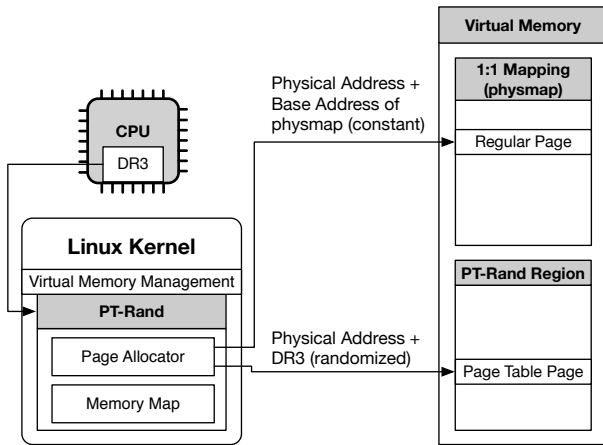 CPU
DR3
Linux Kernel
Virtual Memory Management
PT-Rand
Page Allocator
Memory Map
Physical Address +
Base Address of
physmap (constant)
Physical Address +
DR3 (randomized)
Virtual Memory
1:1 Mapping
(physmap)
Regular Page
PT-Rand Region
Page Table Page